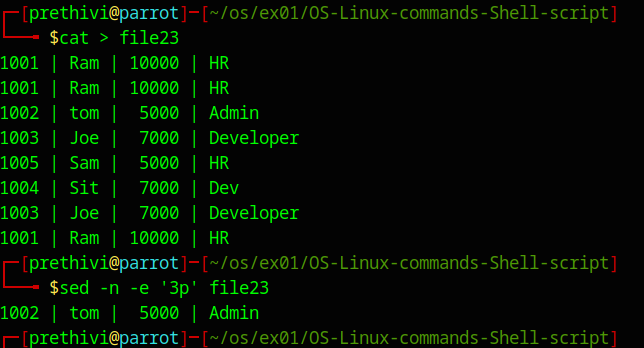 ┌─[prethivi@parrot]─[~/os/ex01/OS-Linux-commands-Shell-script]
└──╼ $cat > file23
1001 | Ram | 10000 | HR
1001 | Ram | 10000 | HR
1002 | tom |  5000 | Admin
1003 | Joe |  7000 | Developer
1005 | Sam |  5000 | HR
1004 | Sit |  7000 | Dev
1003 | Joe |  7000 | Developer
1001 | Ram | 10000 | HR
┌─[prethivi@parrot]─[~/os/ex01/OS-Linux-commands-Shell-script]
└──╼ $sed -n -e '3p' file23
1002 | tom |  5000 | Admin
┌─[prethivi@parrot]─[~/os/ex01/OS-Linux-commands-Shell-script]